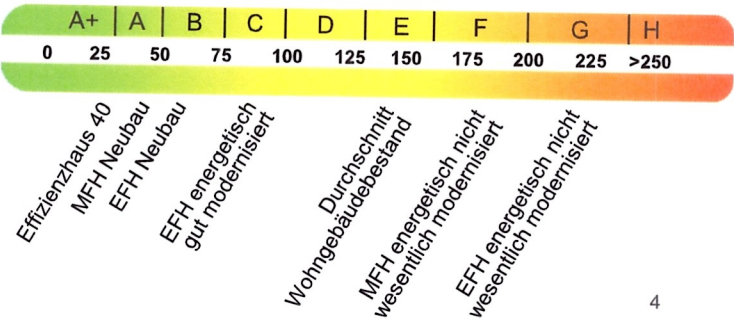 A+ A B C D E F G H
0 25 50 75 100 125 150 175 200 225 >250
Effizienzhaus 40
MFH Neubau
EFH Neubau
EFH energetisch
gut modernisiert
Durchschnitt
Wohngebäudebestand
MFH energetisch nicht
wesentlich modernisiert
EFH energetisch nicht
wesentlich modernisiert
4